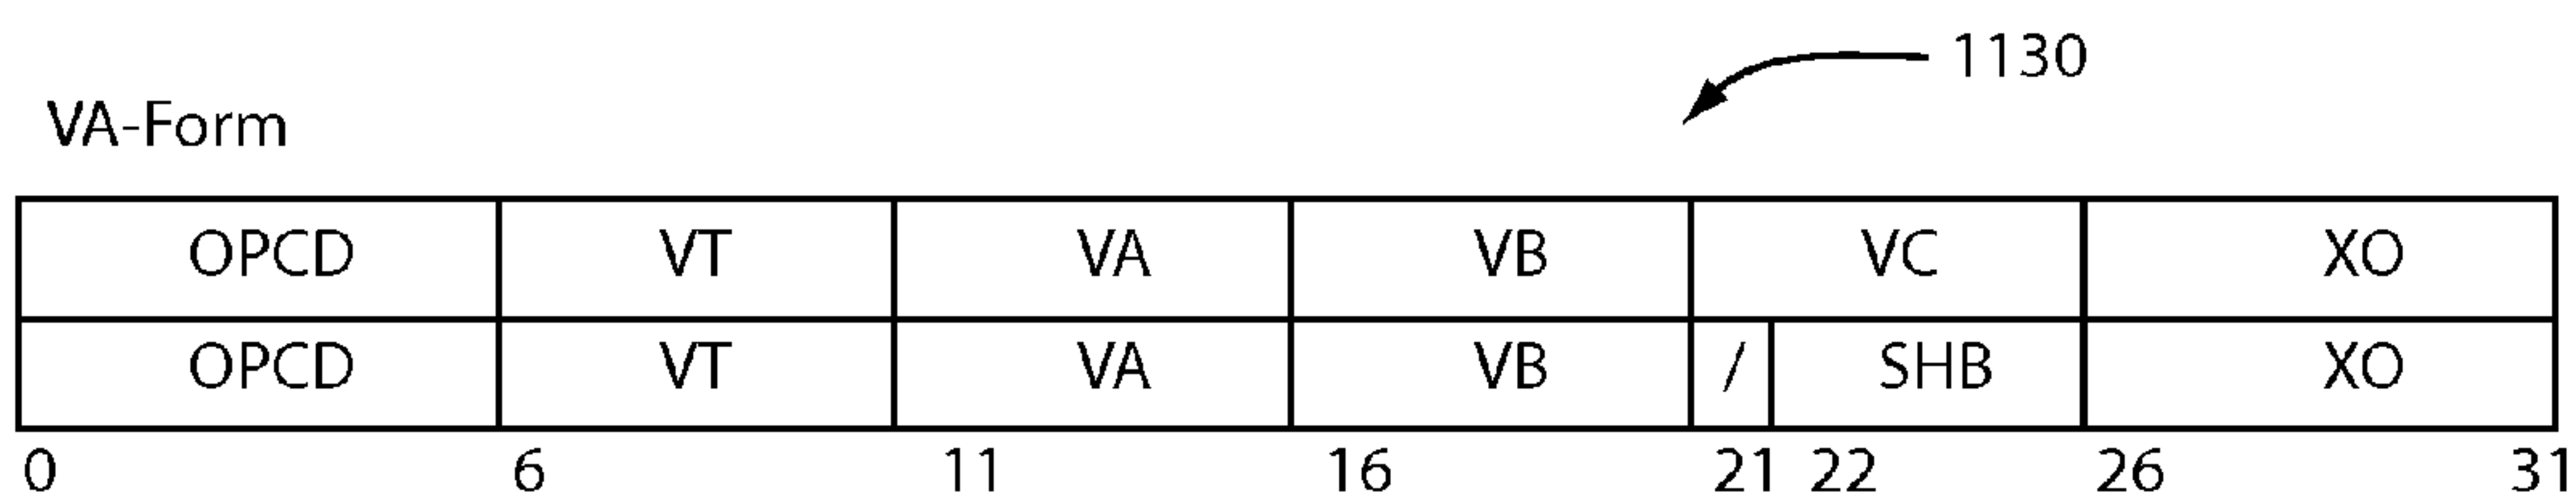 1130
VA-Form
OPCD VT VA VB VC XO
OPCD VT VA VB / SHB XO
0 6 11 16 21 22 26 31